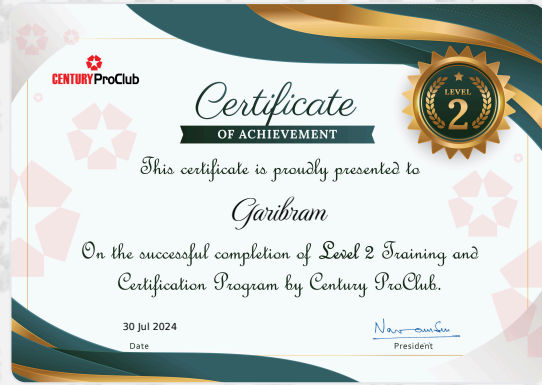 CENTURY ProClub
Certificate
OF ACHIEVEMENT
LEVEL
2
This certificate is proudly presented to
Garibram
On the successful completion of Level 2 Training and
Certification Program by Century ProClub.
30 Jul 2024
Date
President